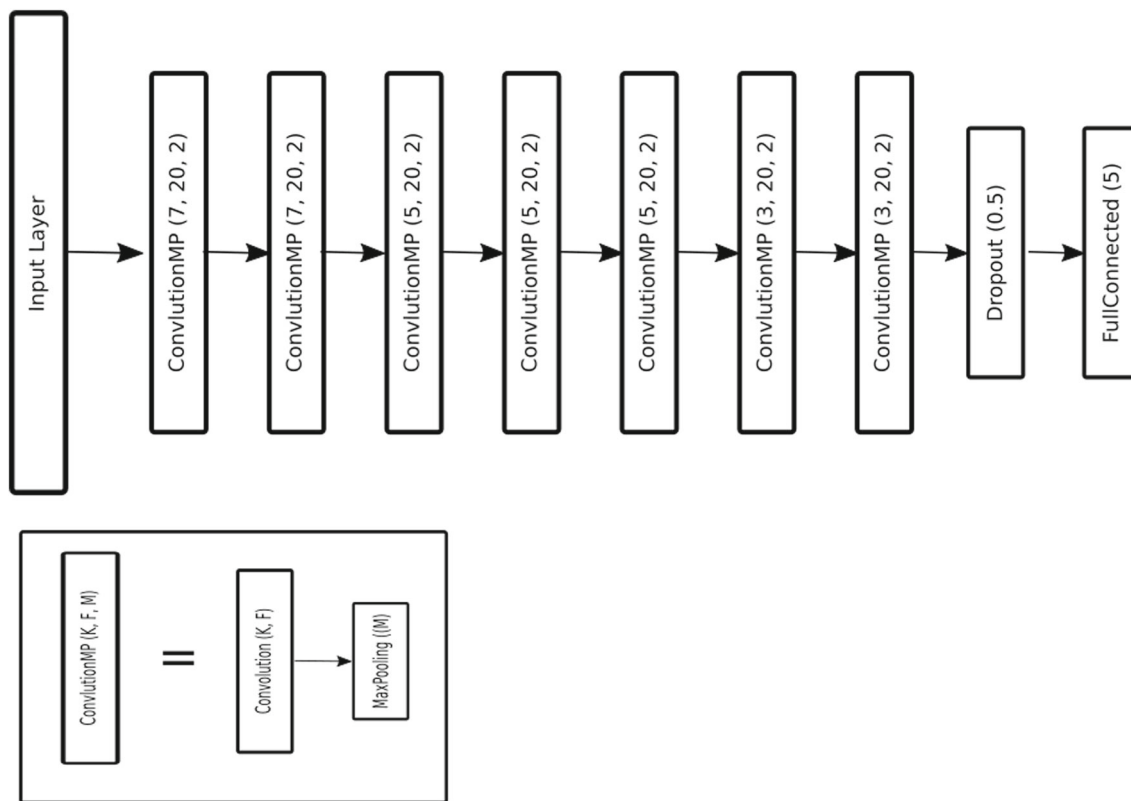 Input Layer
ConvlutionMP (7, 20, 2)
ConvlutionMP (7, 20, 2)
ConvlutionMP (5, 20, 2)
ConvlutionMP (5, 20, 2)
ConvlutionMP (5, 20, 2)
ConvlutionMP (3, 20, 2)
ConvlutionMP (3, 20, 2)
Dropout (0.5)
FullConnected (5)
ConvlutionMP (K, F, M)
=
Convolution (K, F)
MaxPooling ((M)